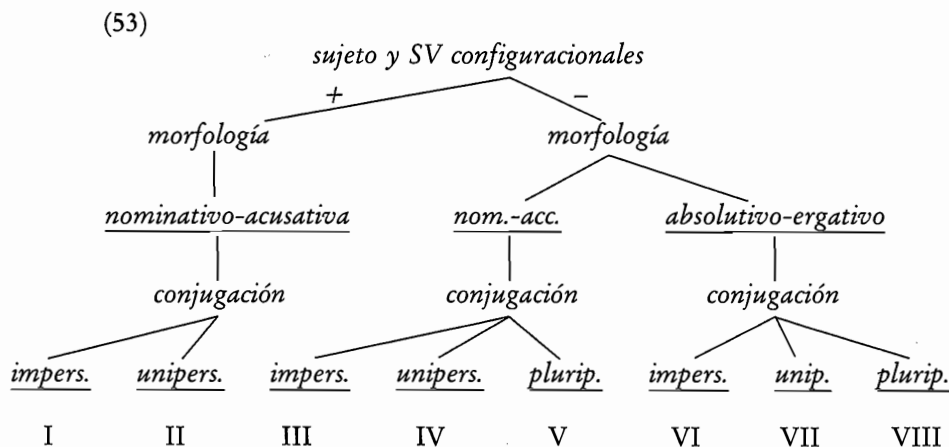 (53)
sujeto y SV configuracionales
+ –
morfología morfología
nominativo-acusativa nom.-acc. absolutivo-ergativo
conjugación conjugación conjugación
impers. unipers. impers. unipers. plurip. impers. unip. plurip.
I II III IV V VI VII VIII